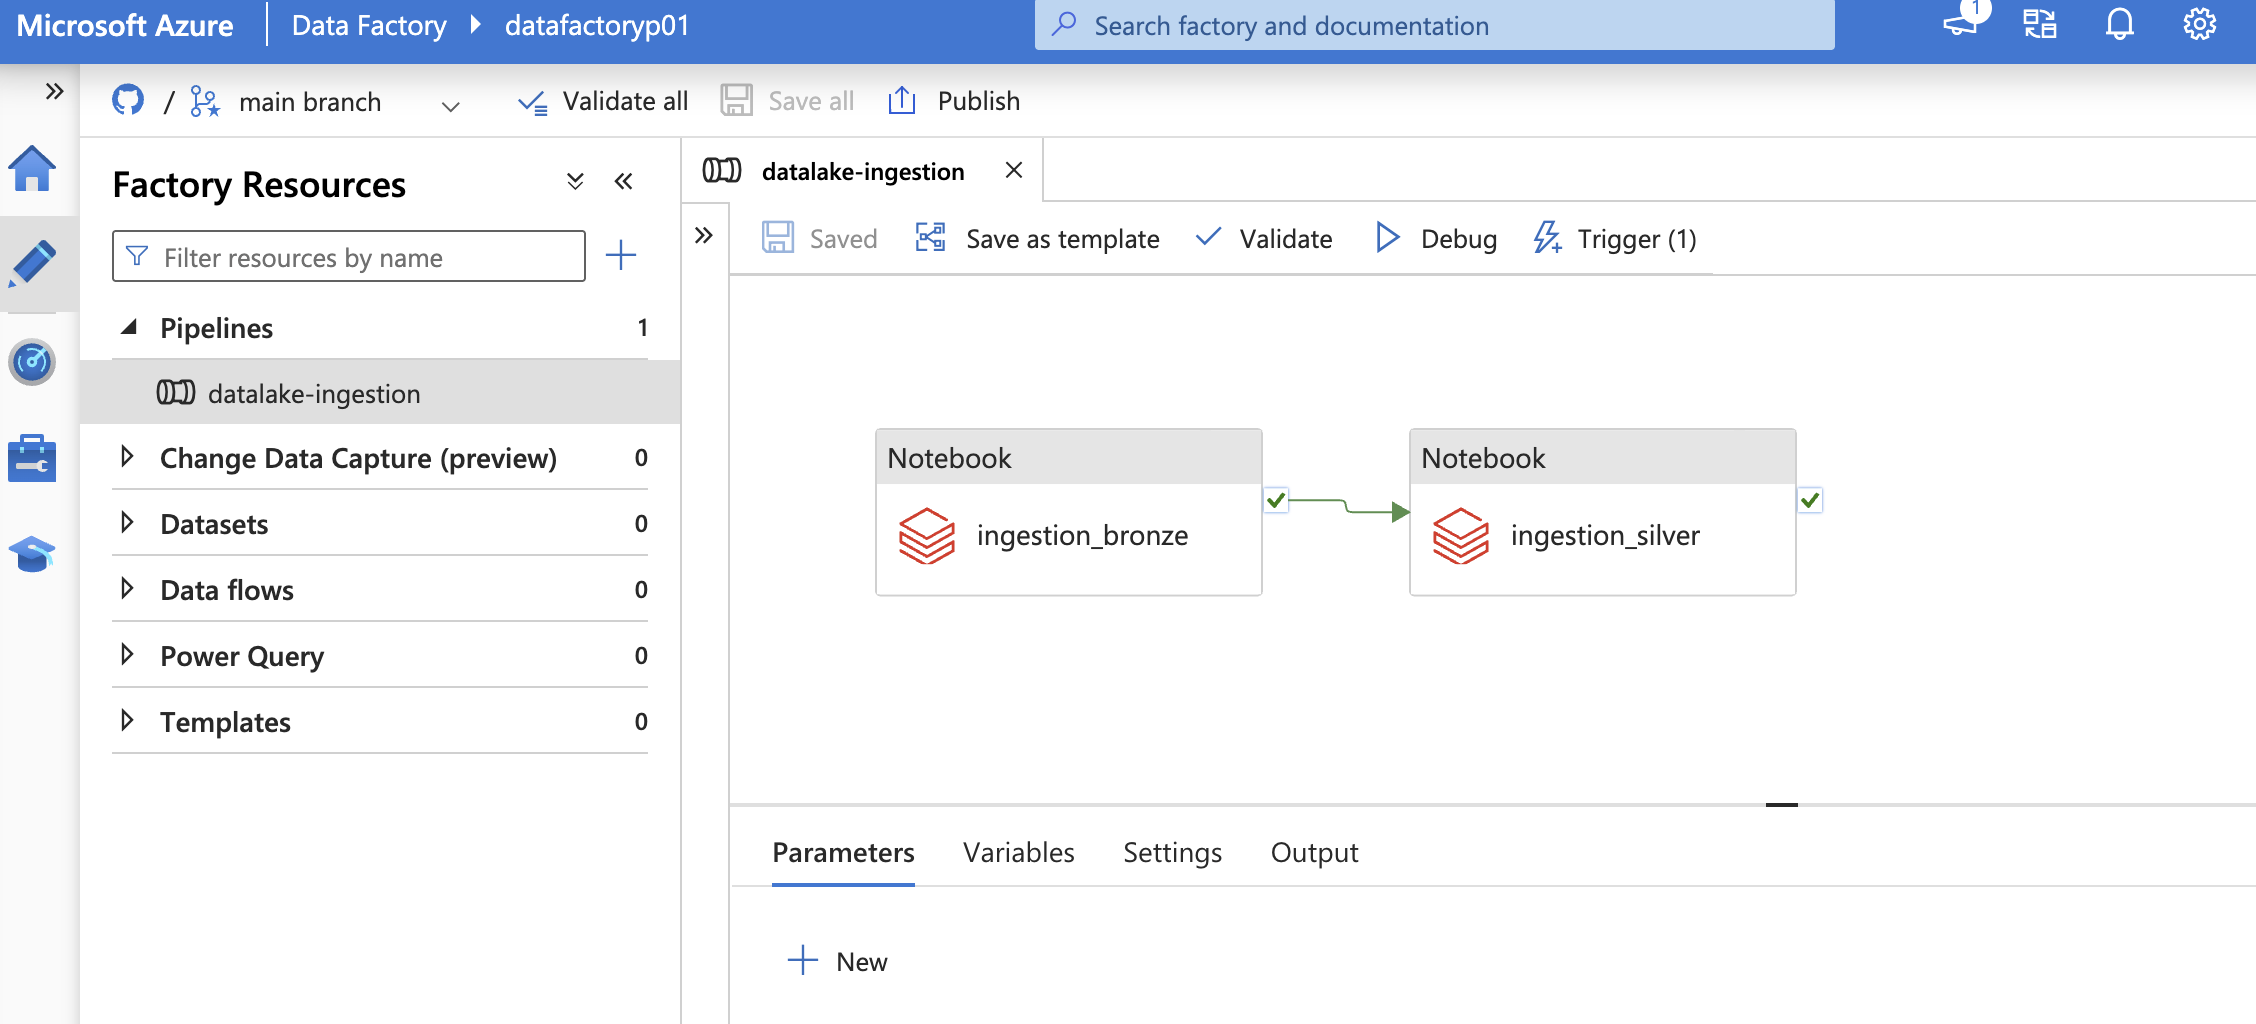 Microsoft Azure
Data Factory
datafactoryp01
Search factory and documentation
1
/
main branch
Validate all
Save all
Publish
Factory Resources
Filter resources by name
Pipelines 1
datalake-ingestion
Change Data Capture (preview) 0
Datasets 0
Data flows 0
Power Query 0
Templates 0
datalake-ingestion
Saved
Save as template
Validate
Debug
Trigger (1)
Notebook
ingestion_bronze
Notebook
ingestion_silver
Parameters
Variables
Settings
Output
New